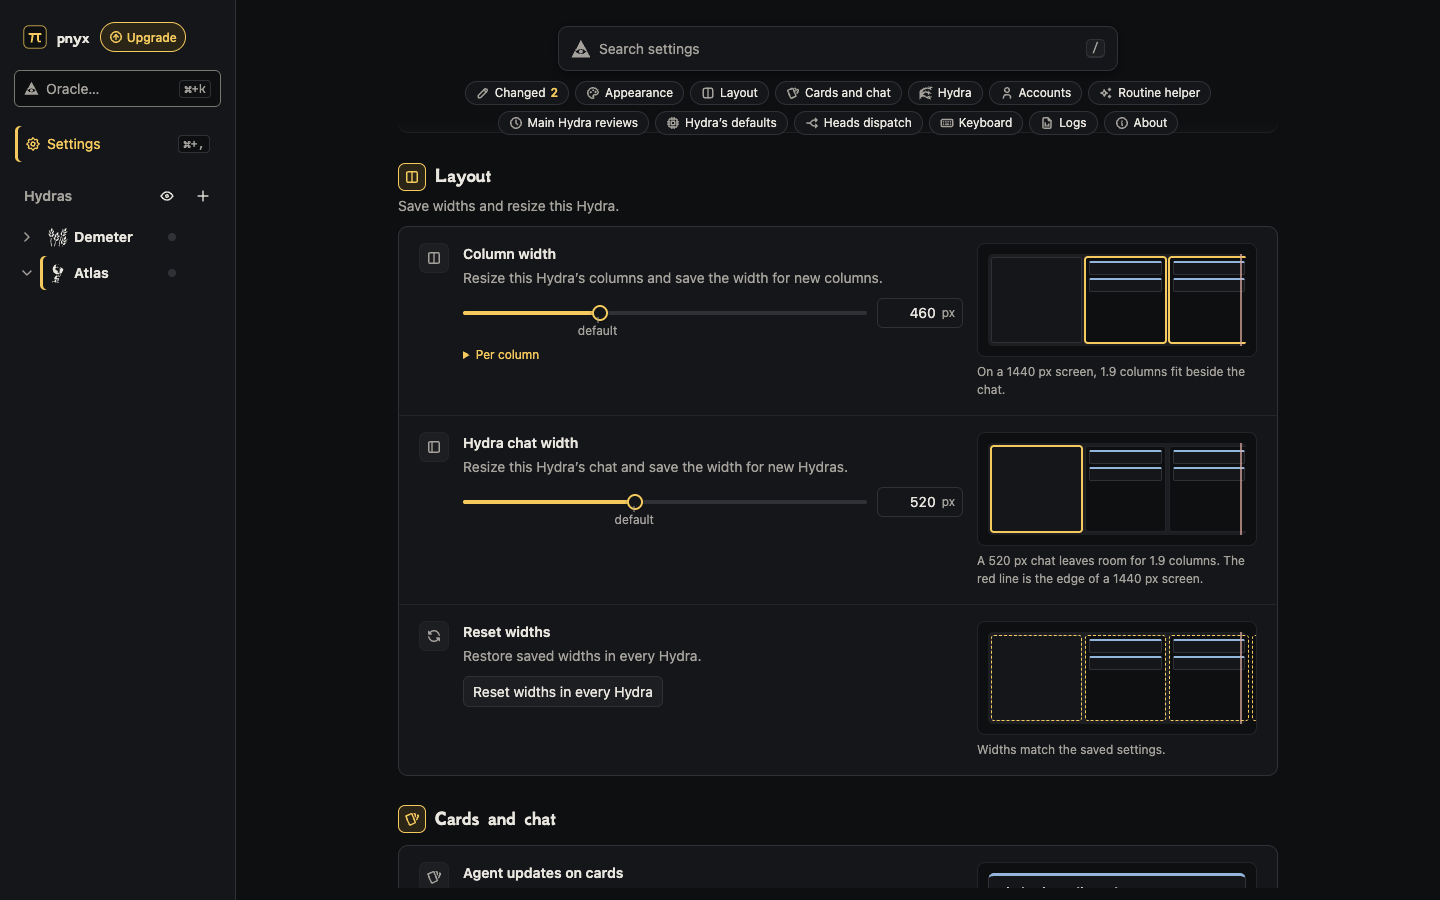 pnyx
Upgrade
Oracle...
⌘+k
Settings
⌘+,
Hydras
Demeter
Atlas
Search settings
/
Changed 2
Appearance
Layout
Cards and chat
Hydra
Accounts
Routine helper
Main Hydra reviews
Hydra's defaults
Heads dispatch
Keyboard
Logs
About
Layout
Save widths and resize this Hydra.
Column width
Resize this Hydra's columns and save the width for new columns.
460 px
default
Per column
On a 1440 px screen, 1.9 columns fit beside the
chat.
Hydra chat width
Resize this Hydra's chat and save the width for new Hydras.
520 px
default
A 520 px chat leaves room for 1.9 columns. The
red line is the edge of a 1440 px screen.
Reset widths
Restore saved widths in every Hydra.
Reset widths in every Hydra
Widths match the saved settings.
Cards and chat
Agent updates on cards